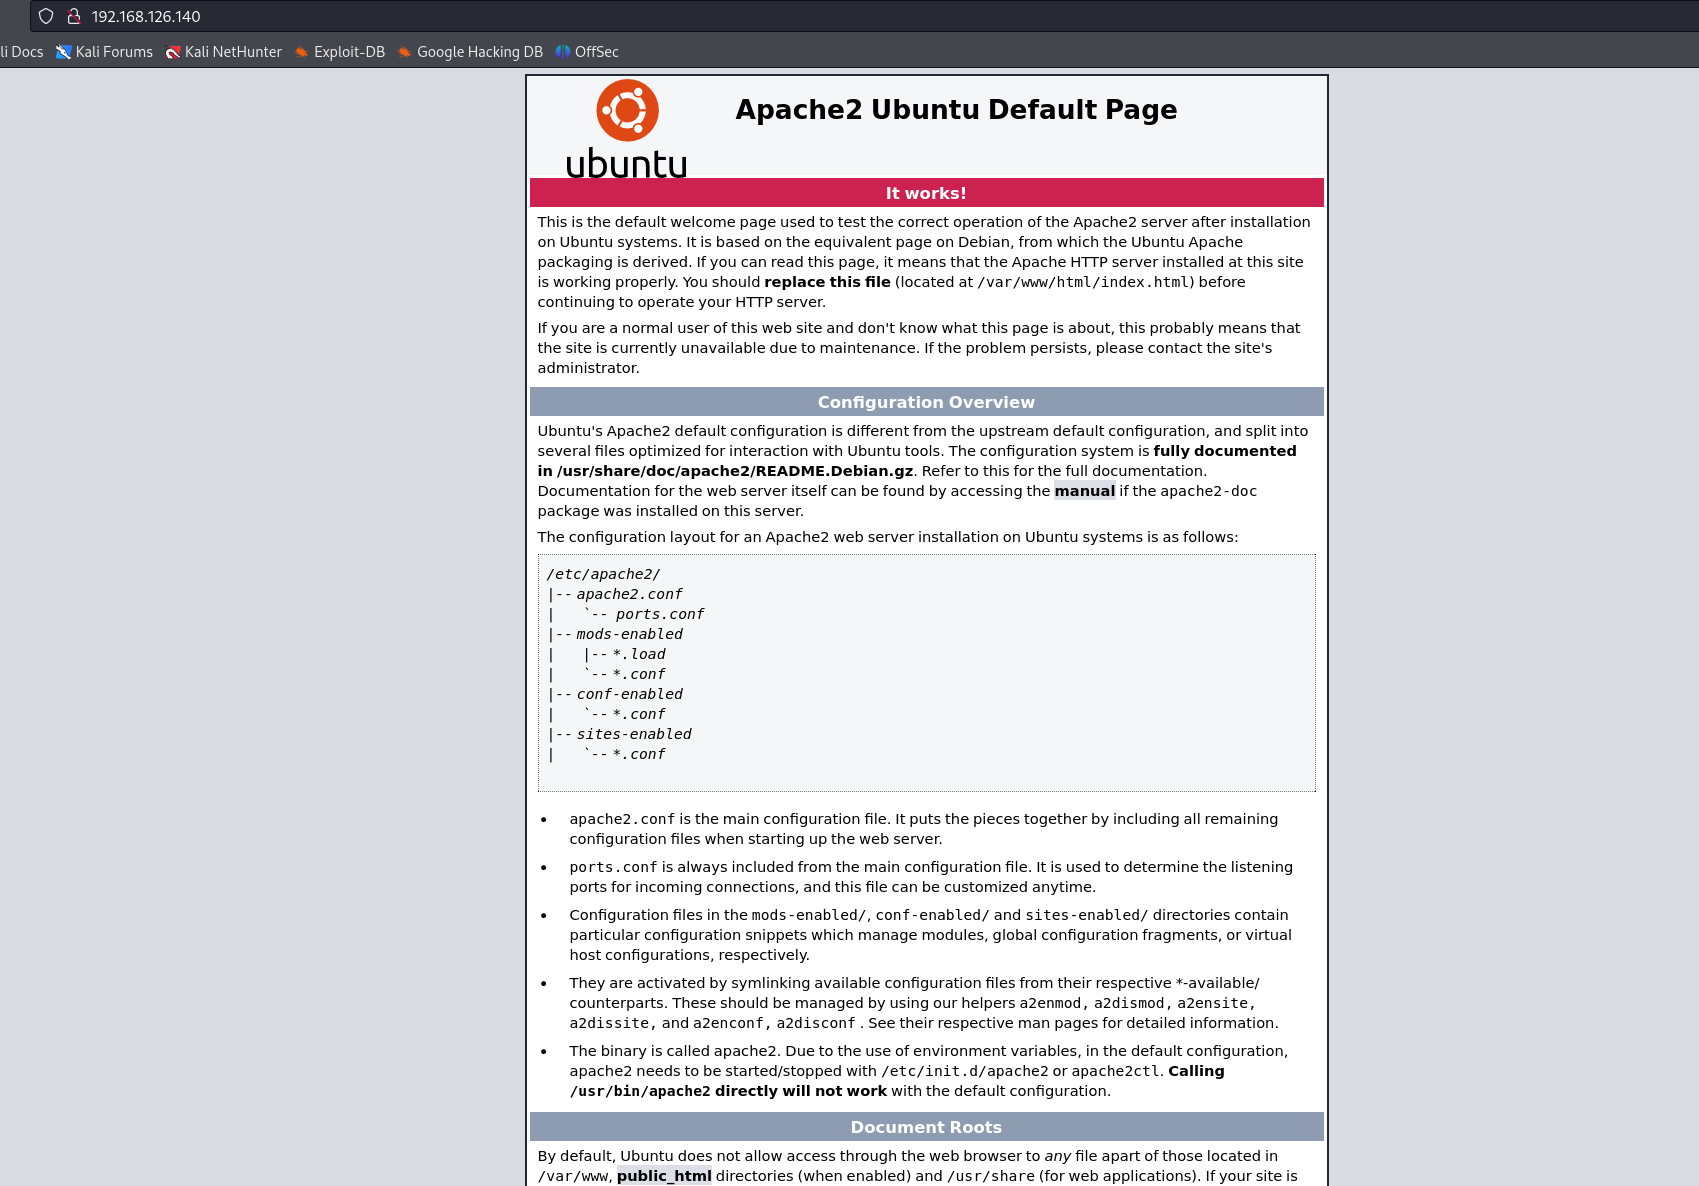 192.168.126.140
li Docs Kali Forums Kali NetHunter Exploit-DB Google Hacking DB OffSec
ubuntu
Apache2 Ubuntu Default Page
It works!
This is the default welcome page used to test the correct operation of the Apache2 server after installation
on Ubuntu systems. It is based on the equivalent page on Debian, from which the Ubuntu Apache
packaging is derived. If you can read this page, it means that the Apache HTTP server installed at this site
is working properly. You should replace this file (located at /var/www/html/index.html) before
continuing to operate your HTTP server.
If you are a normal user of this web site and don't know what this page is about, this probably means that
the site is currently unavailable due to maintenance. If the problem persists, please contact the site's
administrator.
Configuration Overview
Ubuntu's Apache2 default configuration is different from the upstream default configuration, and split into
several files optimized for interaction with Ubuntu tools. The configuration system is fully documented
in /usr/share/doc/apache2/README.Debian.gz. Refer to this for the full documentation.
Documentation for the web server itself can be found by accessing the manual if the apache2-doc
package was installed on this server.
The configuration layout for an Apache2 web server installation on Ubuntu systems is as follows:
/etc/apache2/
|-- apache2.conf
|   `-- ports.conf
|-- mods-enabled
|   |-- *.load
|   `-- *.conf
|-- conf-enabled
|   `-- *.conf
|-- sites-enabled
|   `-- *.conf
• apache2.conf is the main configuration file. It puts the pieces together by including all remaining
configuration files when starting up the web server.
• ports.conf is always included from the main configuration file. It is used to determine the listening
ports for incoming connections, and this file can be customized anytime.
• Configuration files in the mods-enabled/, conf-enabled/ and sites-enabled/ directories contain
particular configuration snippets which manage modules, global configuration fragments, or virtual
host configurations, respectively.
• They are activated by symlinking available configuration files from their respective *-available/
counterparts. These should be managed by using our helpers a2enmod, a2dismod, a2ensite,
a2dissite, and a2enconf, a2disconf . See their respective man pages for detailed information.
• The binary is called apache2. Due to the use of environment variables, in the default configuration,
apache2 needs to be started/stopped with /etc/init.d/apache2 or apache2ctl. Calling
/usr/bin/apache2 directly will not work with the default configuration.
Document Roots
By default, Ubuntu does not allow access through the web browser to any file apart of those located in
/var/www, public_html directories (when enabled) and /usr/share (for web applications). If your site is